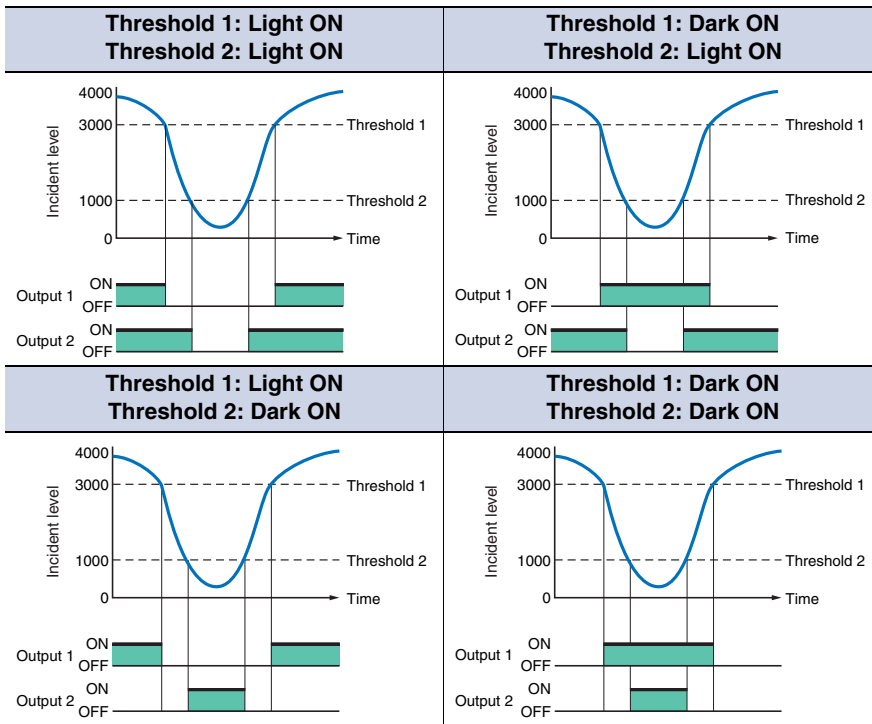 Threshold 1: Light ON
Threshold 2: Light ON
Threshold 1: Dark ON
Threshold 2: Light ON
4000
3000
1000
0
Incident level
Threshold 1
Threshold 2
Time
Output 1
ON
OFF
Output 2
ON
OFF
4000
3000
1000
0
Incident level
Threshold 1
Threshold 2
Time
Output 1
ON
OFF
Output 2
ON
OFF
Threshold 1: Light ON
Threshold 2: Dark ON
Threshold 1: Dark ON
Threshold 2: Dark ON
4000
3000
1000
0
Incident level
Threshold 1
Threshold 2
Time
Output 1
ON
OFF
Output 2
ON
OFF
4000
3000
1000
0
Incident level
Threshold 1
Threshold 2
Time
Output 1
ON
OFF
Output 2
ON
OFF